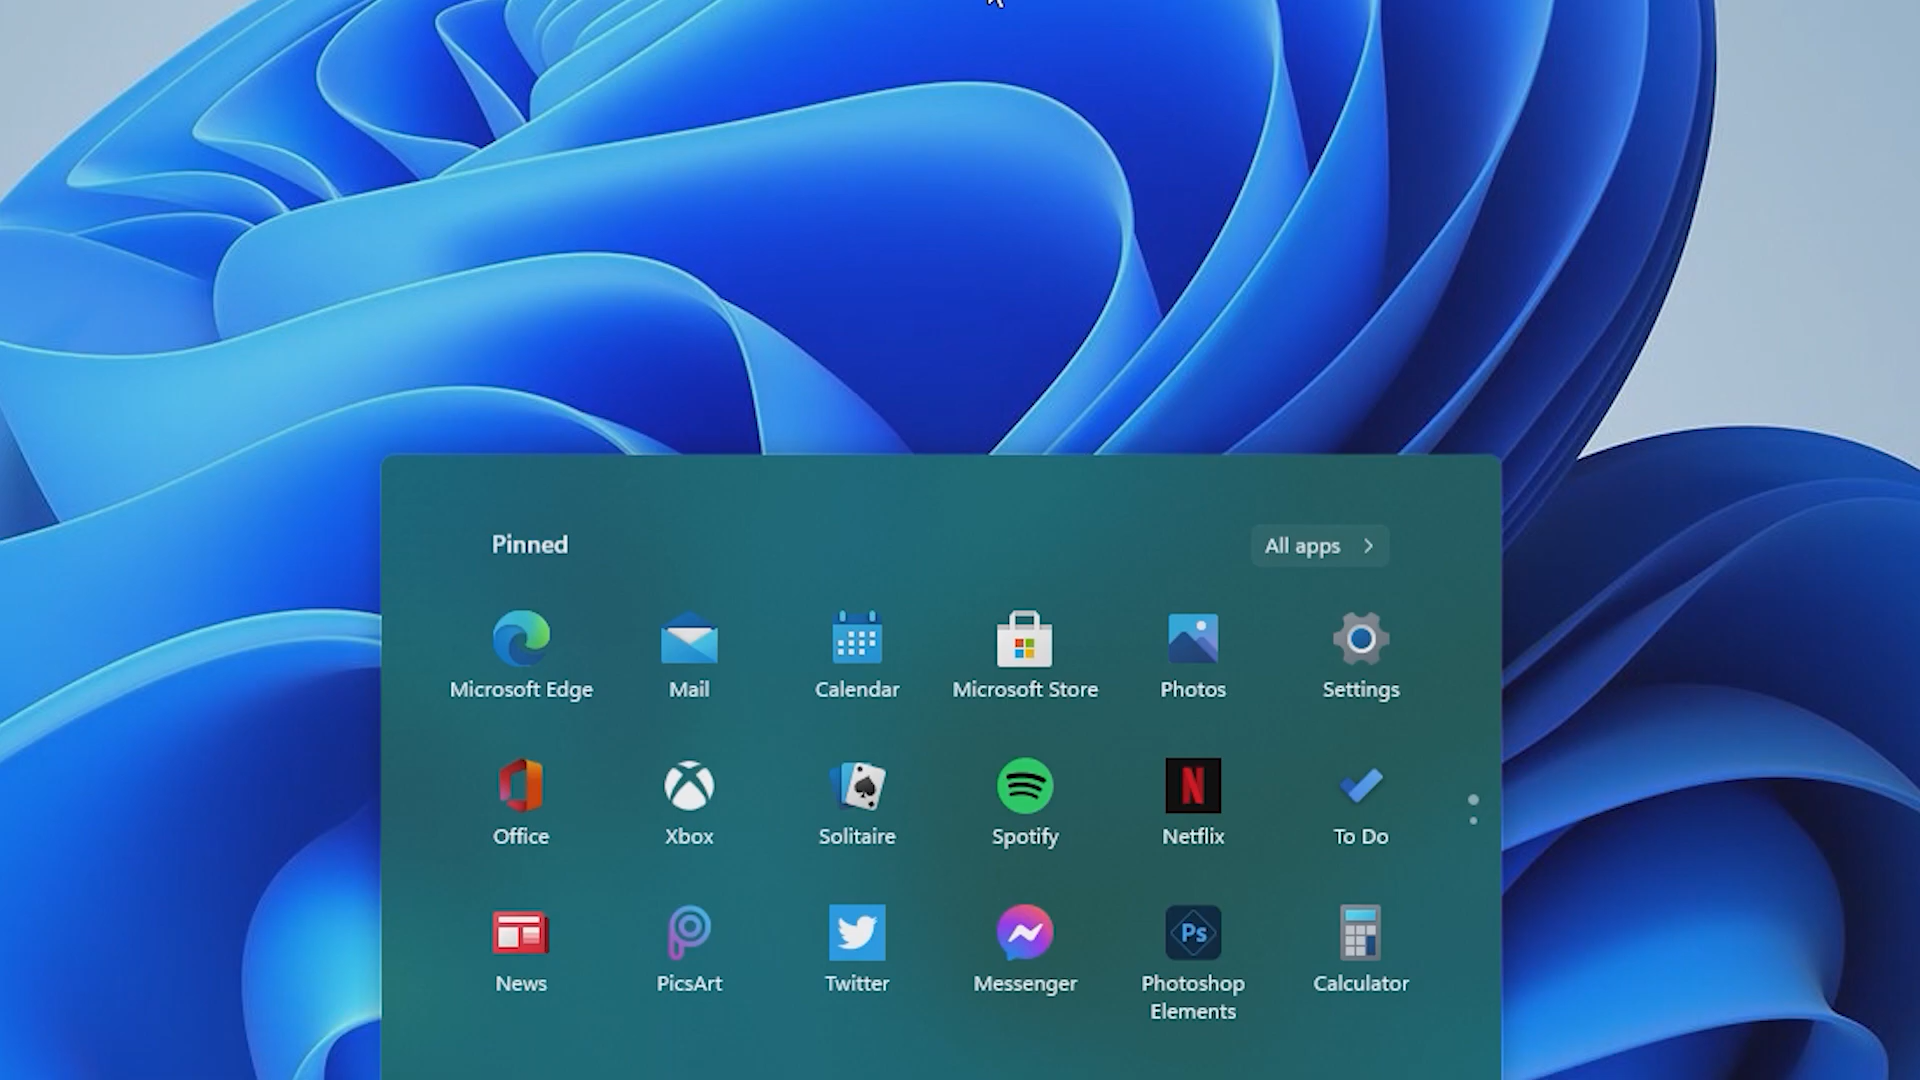 Pinned
All apps
Microsoft Edge
Mail
Calendar
Microsoft Store
Photos
Settings
Office
Xbox
Solitaire
Spotify
Netflix
To Do
News
PicsArt
Twitter
Messenger
Ps
Photoshop
Elements
Calculator